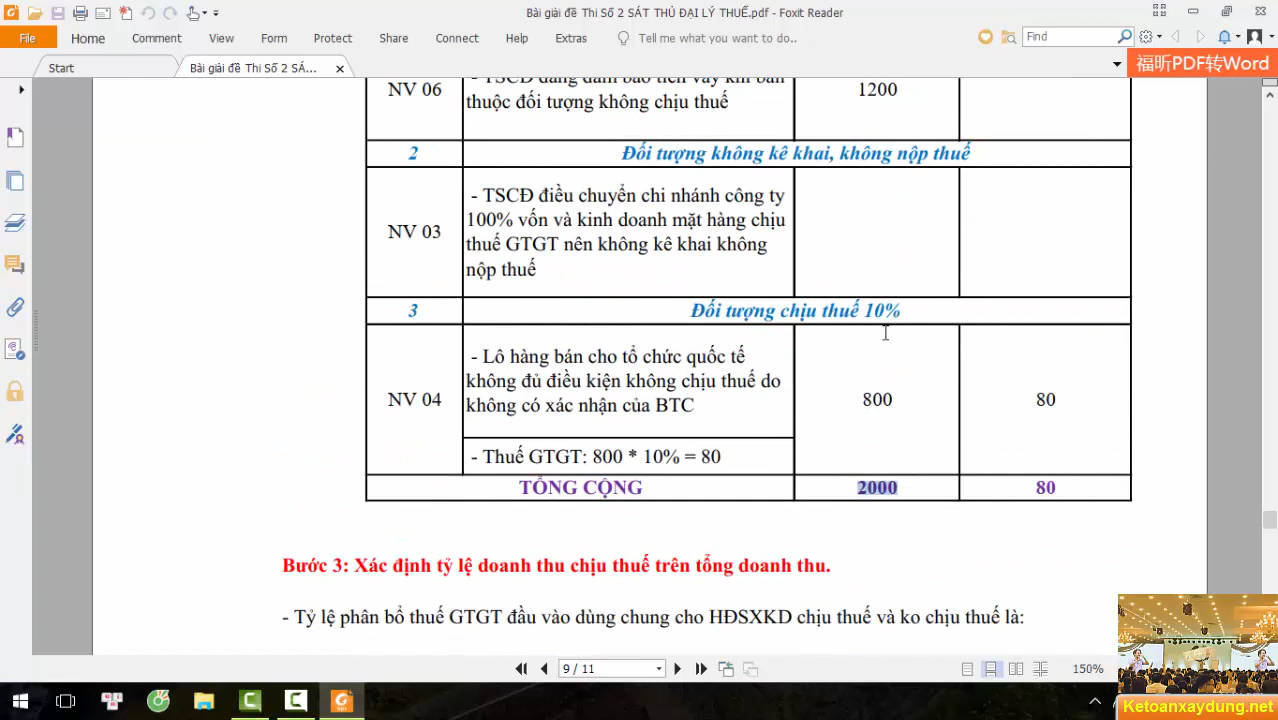 Bài giải đề Thi Số 2 SÁT THỦ ĐẠI LÝ THUẾ.pdf - Foxit Reader
File
Home
Comment
View
Form
Protect
Share
Connect
Help
Extras
Tell me what you want to do..
Find
Start
Bài giải đề Thi Số 2 SÁ...
福昕PDF转Word
NV 06
- TSCĐ đang đảm bảo tiền vay khi bán
thuộc đối tượng không chịu thuế
1200
2
Đối tượng không kê khai, không nộp thuế
NV 03
- TSCĐ điều chuyển chi nhánh công ty
100% vốn và kinh doanh mặt hàng chịu
thuế GTGT nên không kê khai không
nộp thuế
3
Đối tượng chịu thuế 10%
NV 04
- Lô hàng bán cho tổ chức quốc tế
không đủ điều kiện không chịu thuế do
không có xác nhận của BTC
- Thuế GTGT: 800 * 10% = 80
800
80
TỔNG CỘNG
2000
80
Bước 3: Xác định tỷ lệ doanh thu chịu thuế trên tổng doanh thu.
- Tỷ lệ phân bổ thuế GTGT đầu vào dùng chung cho HĐSXKD chịu thuế và ko chịu thuế là:
9 / 11
150%
Ketoanxaydung.net